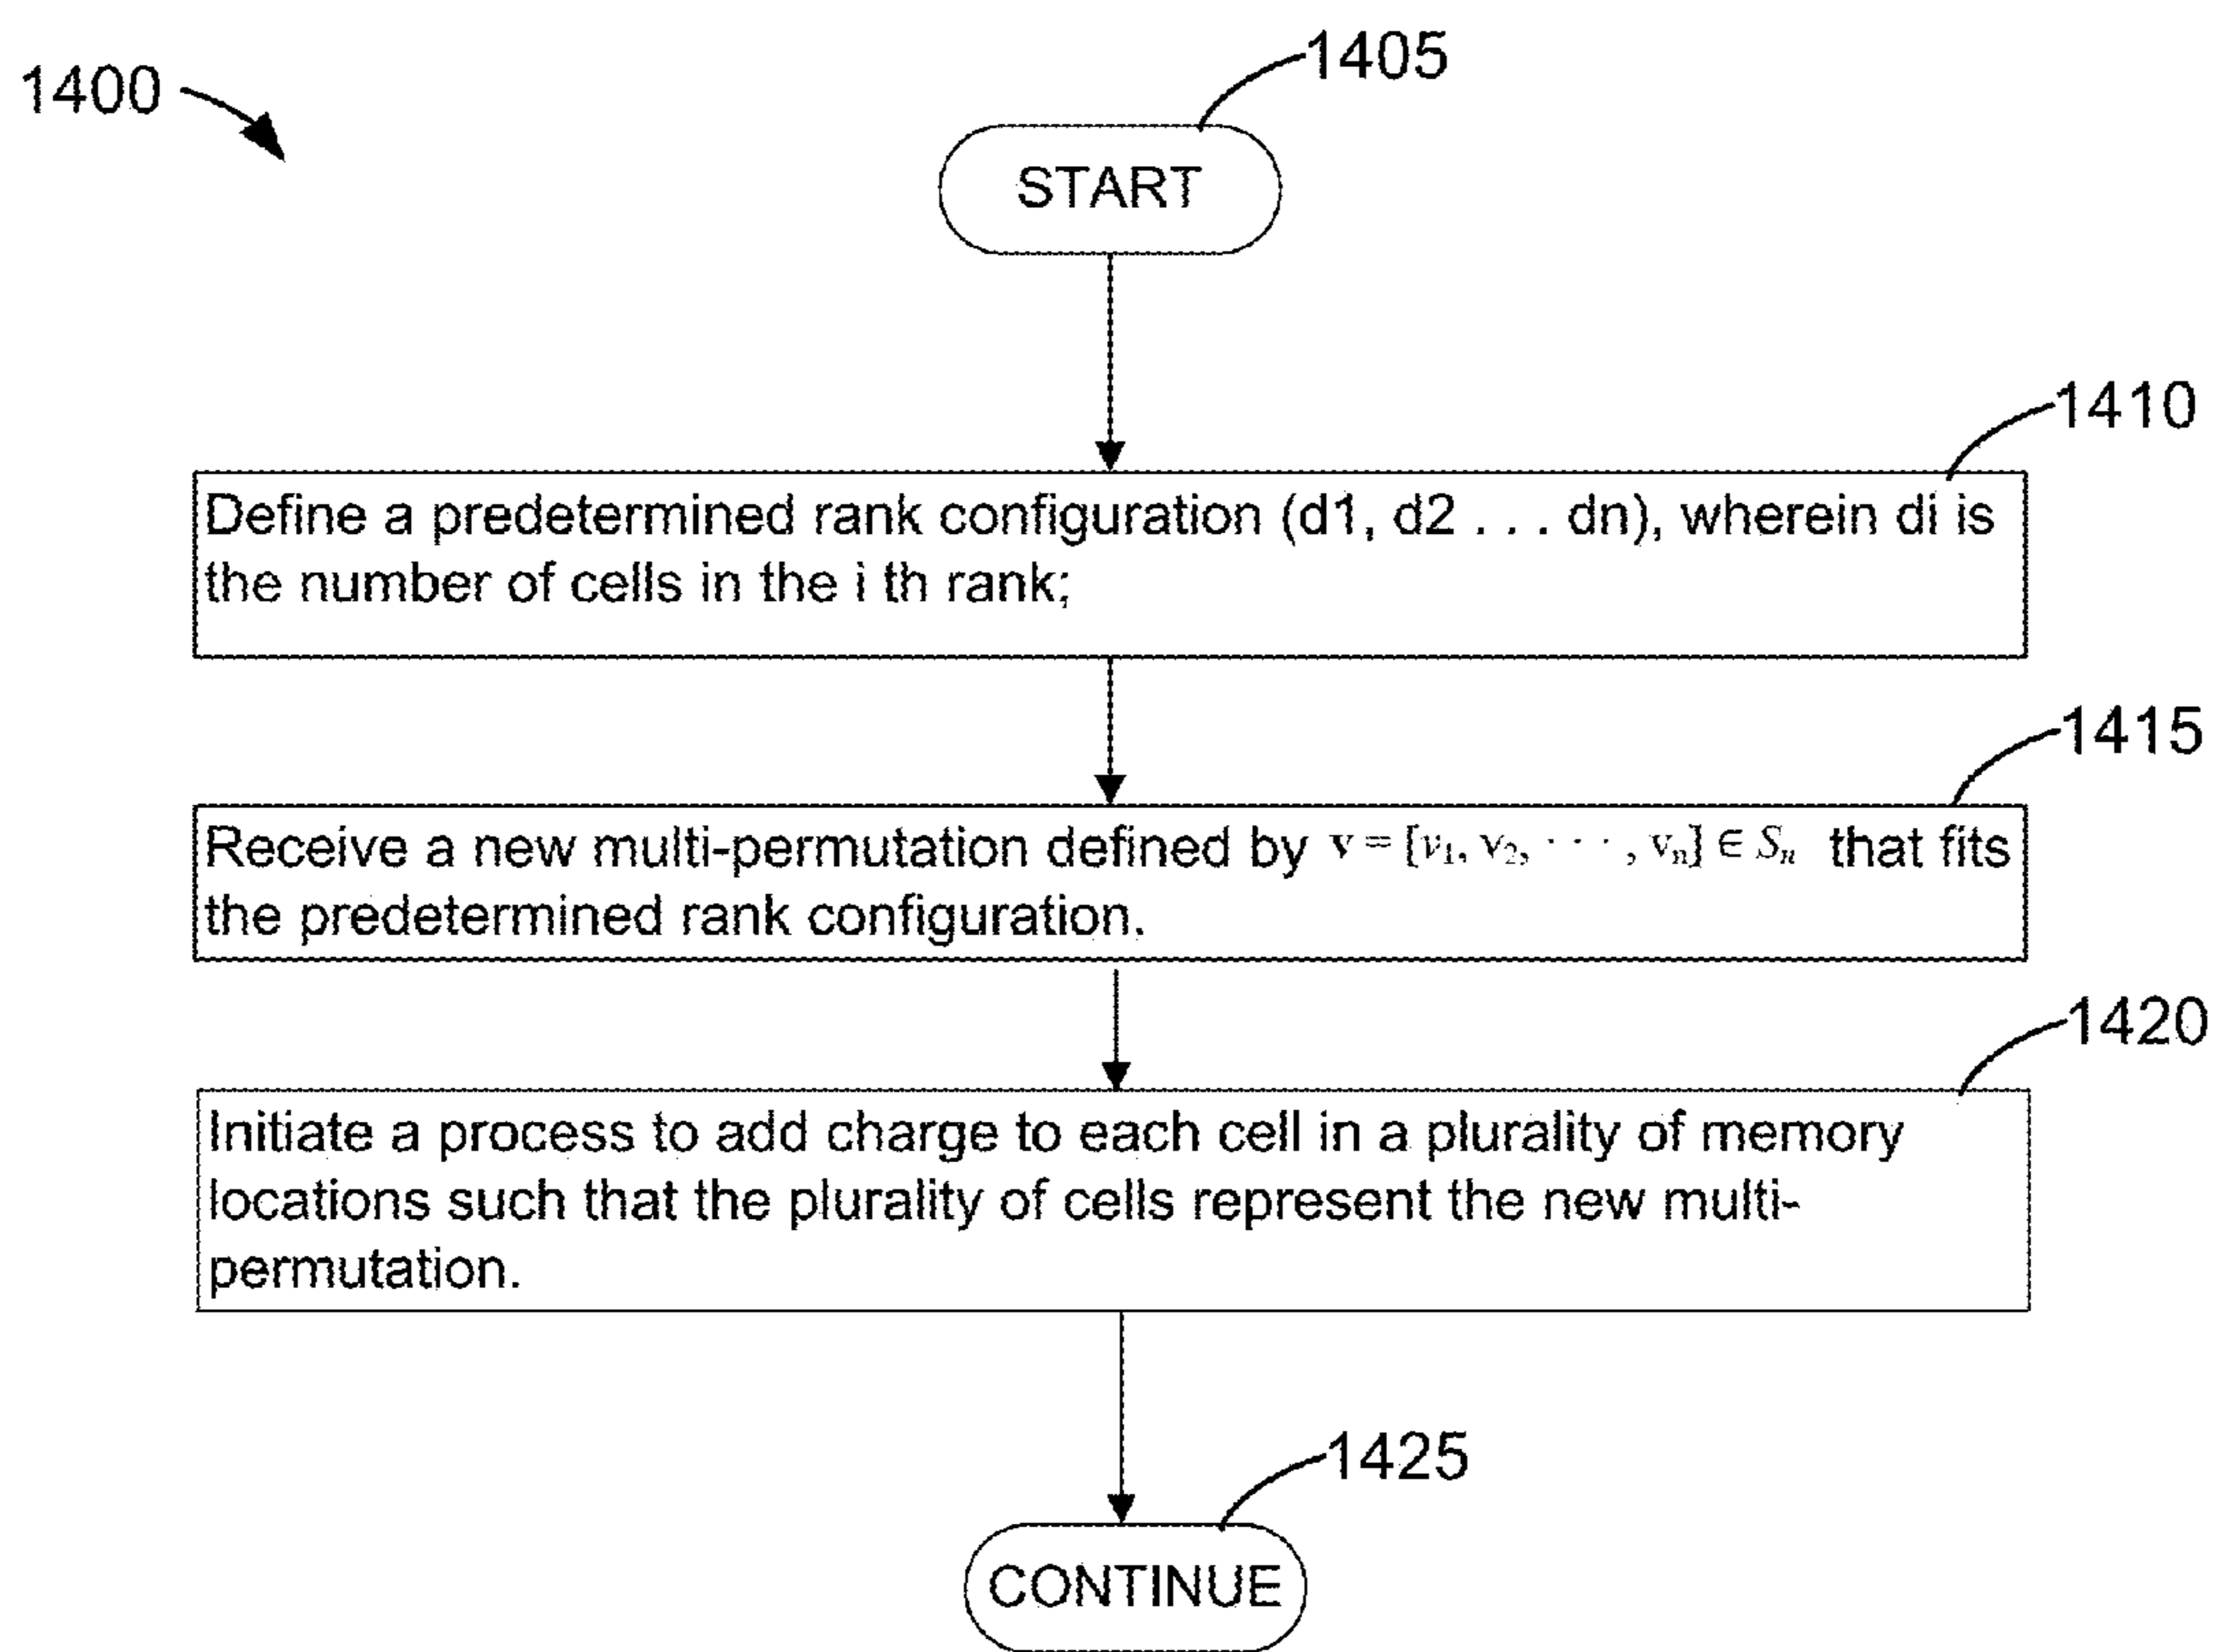 1400
1405
START
1410
Define a predetermined rank configuration (d1, d2 . . . dn), wherein di is
the number of cells in the i th rank;
1415
Receive a new multi-permutation defined by v = [v₁, v₂, · · · , vₙ] ∈ Sₙ that fits
the predetermined rank configuration.
1420
Initiate a process to add charge to each cell in a plurality of memory
locations such that the plurality of cells represent the new multi-
permutation.
1425
CONTINUE